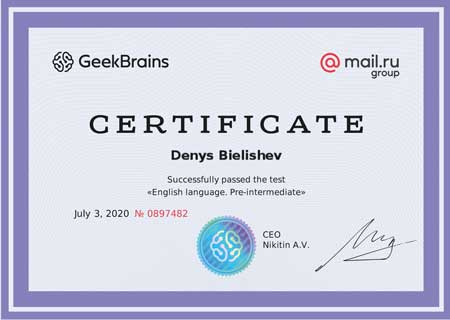 GeekBrains
@mail.ru
group
CERTIFICATE
Denys Bielishev
Successfully passed the test
«English language. Pre-intermediate»
July 3, 2020 № 0897482
CEO
Nikitin A.V.